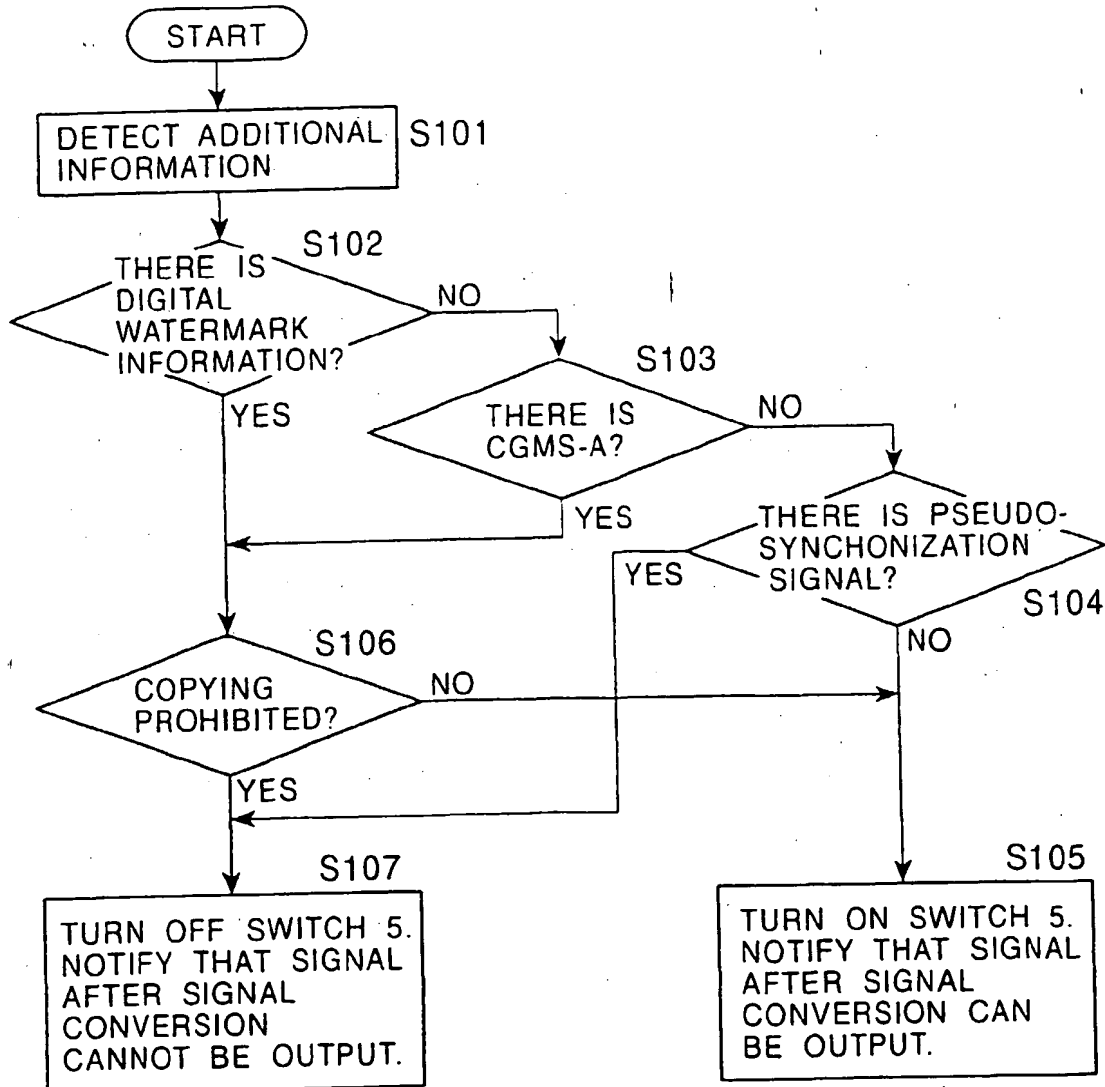 START
DETECT ADDITIONAL
INFORMATION
S101
S102
THERE IS
DIGITAL
WATERMARK
INFORMATION?
NO
YES
S103
THERE IS
CGMS-A?
NO
YES
THERE IS PSEUDO-
SYNCHONIZATION
SIGNAL?
YES
S104
NO
S106
COPYING
PROHIBITED?
NO
YES
S107
TURN OFF SWITCH 5.
NOTIFY THAT SIGNAL
AFTER SIGNAL
CONVERSION
CANNOT BE OUTPUT.
S105
TURN ON SWITCH 5.
NOTIFY THAT SIGNAL
AFTER SIGNAL
CONVERSION CAN
BE OUTPUT.